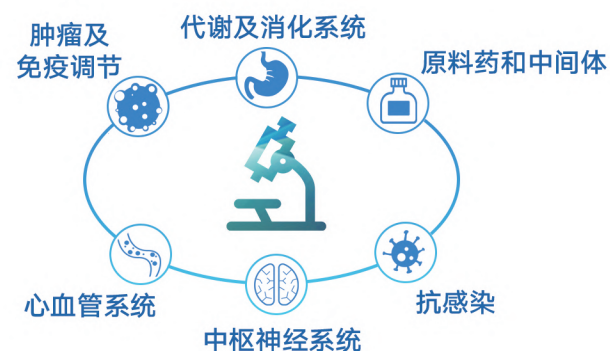 代谢及消化系统
肿瘤及
免疫调节
原料药和中间体
心血管系统
抗感染
中枢神经系统